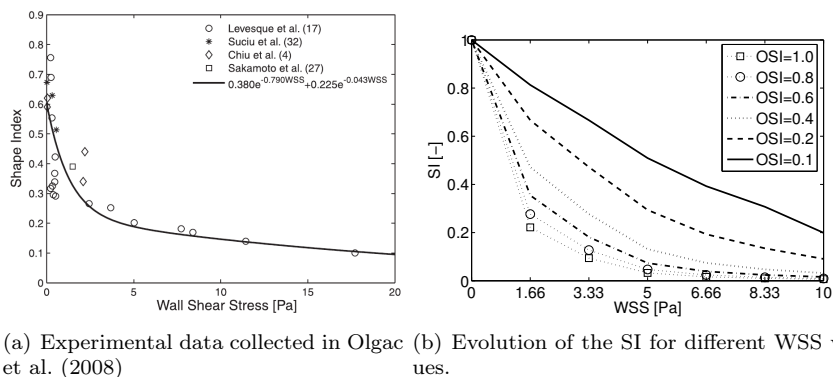 0.9
0.8
0.7
0.6
0.5
0.4
0.3
0.2
0.1
0
Shape Index
0 5 10 15 20
Wall Shear Stress [Pa]
Levesque et al. (17)
Suciu et al. (32)
Chiu et al. (4)
Sakamoto et al. (27)
0.380e^-0.790WSS+0.225e^-0.043WSS
1
0.8
0.6
0.4
0.2
0
SI [–]
0 1.66 3.33 5 6.66 8.33 10
WSS [Pa]
OSI=1.0
OSI=0.8
OSI=0.6
OSI=0.4
OSI=0.2
OSI=0.1
(a) Experimental data collected in Olgac
et al. (2008)
(b) Evolution of the SI for different WSS
ues.